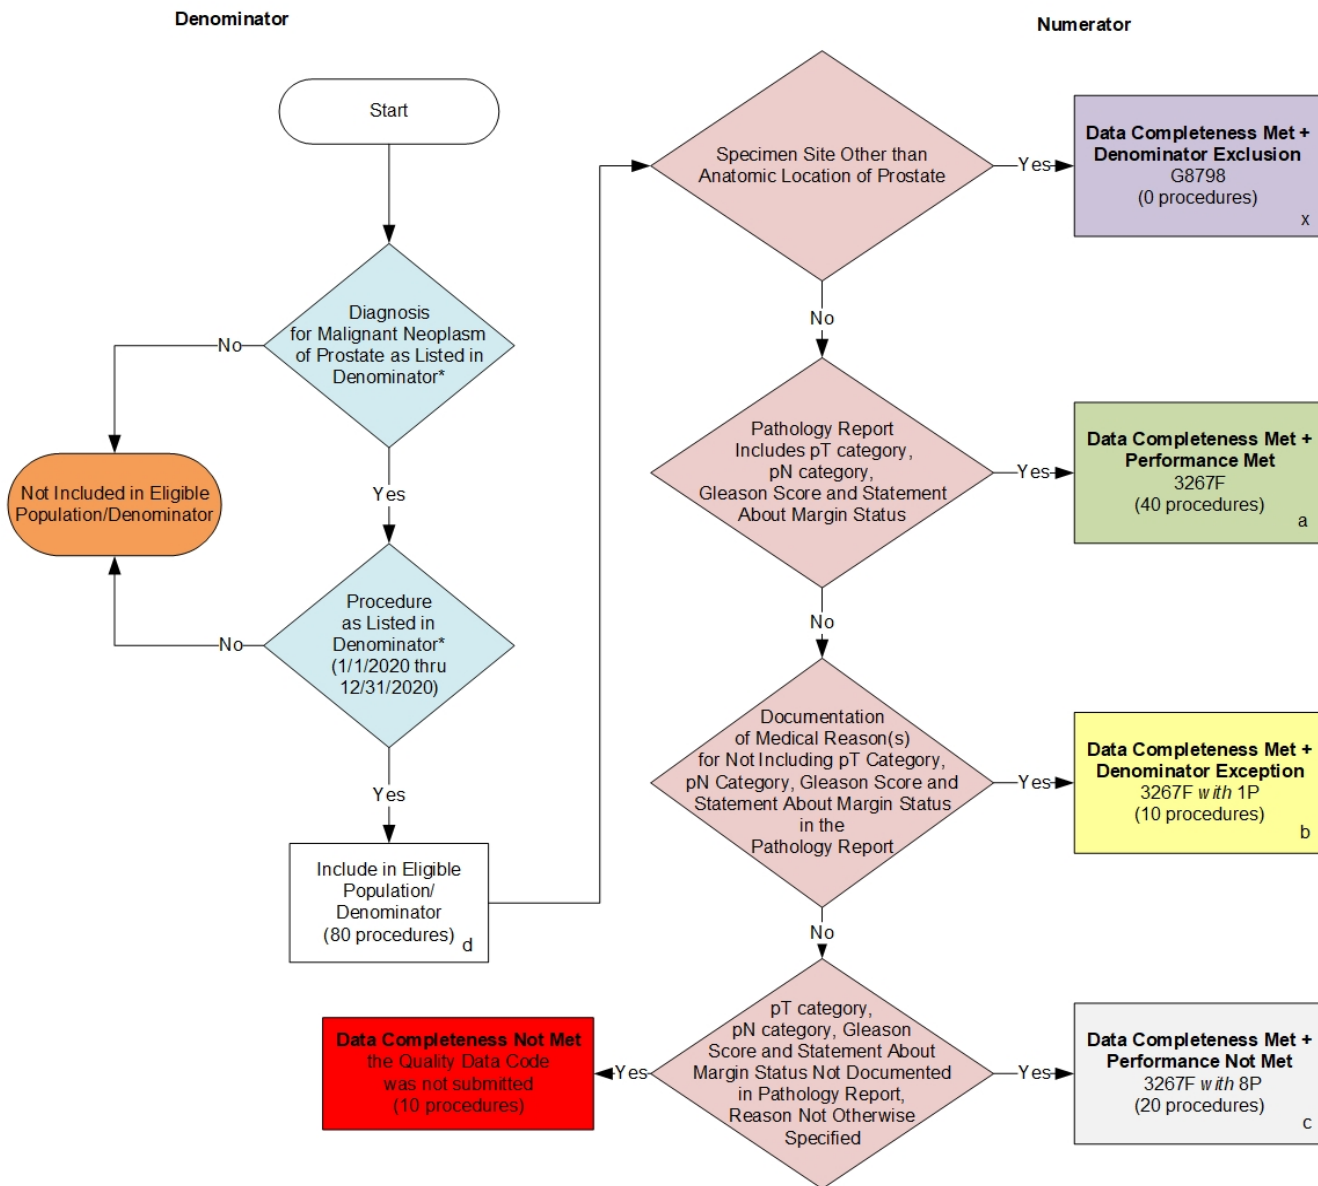 Denominator
Numerator
Start
Diagnosis
for Malignant Neoplasm
of Prostate as Listed in
Denominator*
No
Yes
Not Included in Eligible
Population/Denominator
Procedure
as Listed in
Denominator*
(1/1/2020 thru
12/31/2020)
No
Yes
Include in Eligible
Population/
Denominator
(80 procedures)
d
Specimen Site Other than
Anatomic Location of Prostate
Yes
Data Completeness Met +
Denominator Exclusion
G8798
(0 procedures)
x
No
Pathology Report
Includes pT category,
pN category,
Gleason Score and Statement
About Margin Status
Yes
Data Completeness Met +
Performance Met
3267F
(40 procedures)
a
No
Documentation
of Medical Reason(s)
for Not Including pT Category,
pN Category, Gleason Score and
Statement About Margin Status
in the
Pathology Report
Yes
Data Completeness Met +
Denominator Exception
3267F with 1P
(10 procedures)
b
No
pT category,
pN category, Gleason
Score and Statement About
Margin Status Not Documented
in Pathology Report,
Reason Not Otherwise
Specified
Yes
Data Completeness Met +
Performance Not Met
3267F with 8P
(20 procedures)
c
Yes
Data Completeness Not Met
the Quality Data Code
was not submitted
(10 procedures)